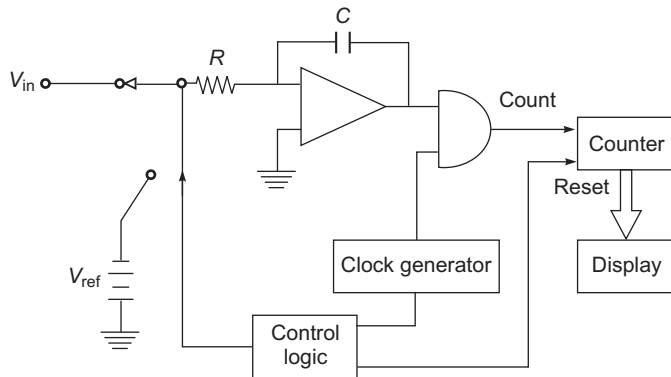 C
R
V_in
Count
Counter
Reset
V_ref
Clock generator
Display
Control
logic